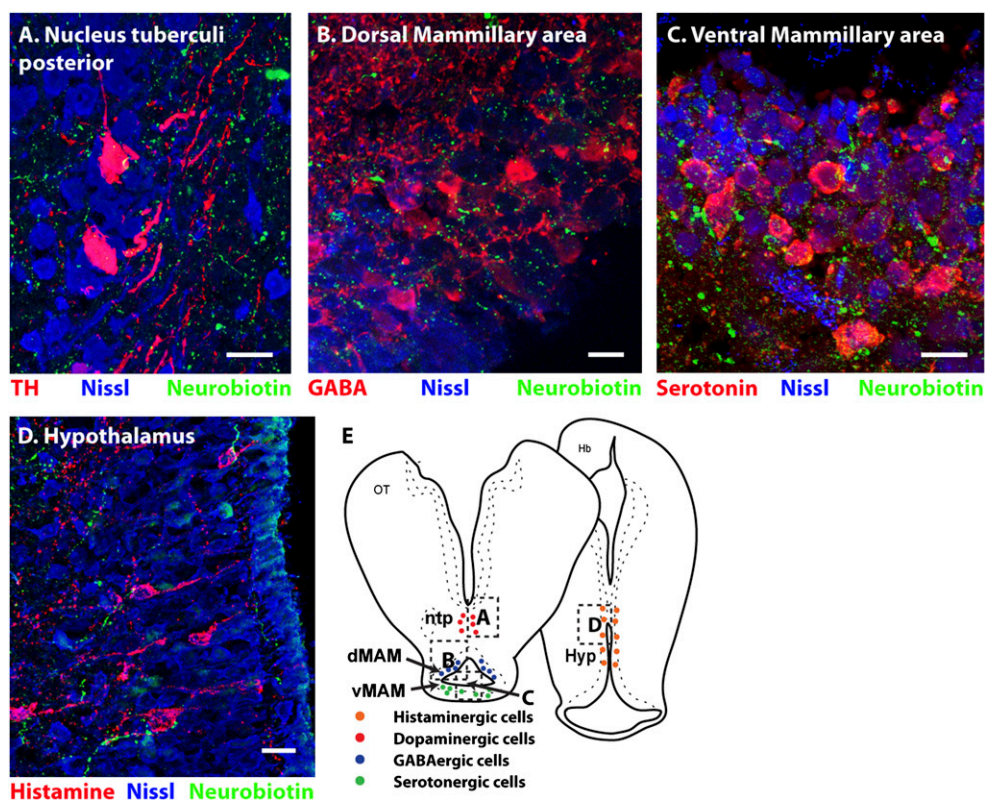 A. Nucleus tuberculi
posterior
B. Dorsal Mammillary area
C. Ventral Mammillary area
TH Nissl Neurobiotin
GABA Nissl Neurobiotin
Serotonin Nissl Neurobiotin
D. Hypothalamus
Histamine Nissl Neurobiotin
E
Hb
OT
ntp
A
B
dMAM
vMAM
C
D
Hyp
Histaminergic cells
Dopaminergic cells
GABAergic cells
Serotonergic cells